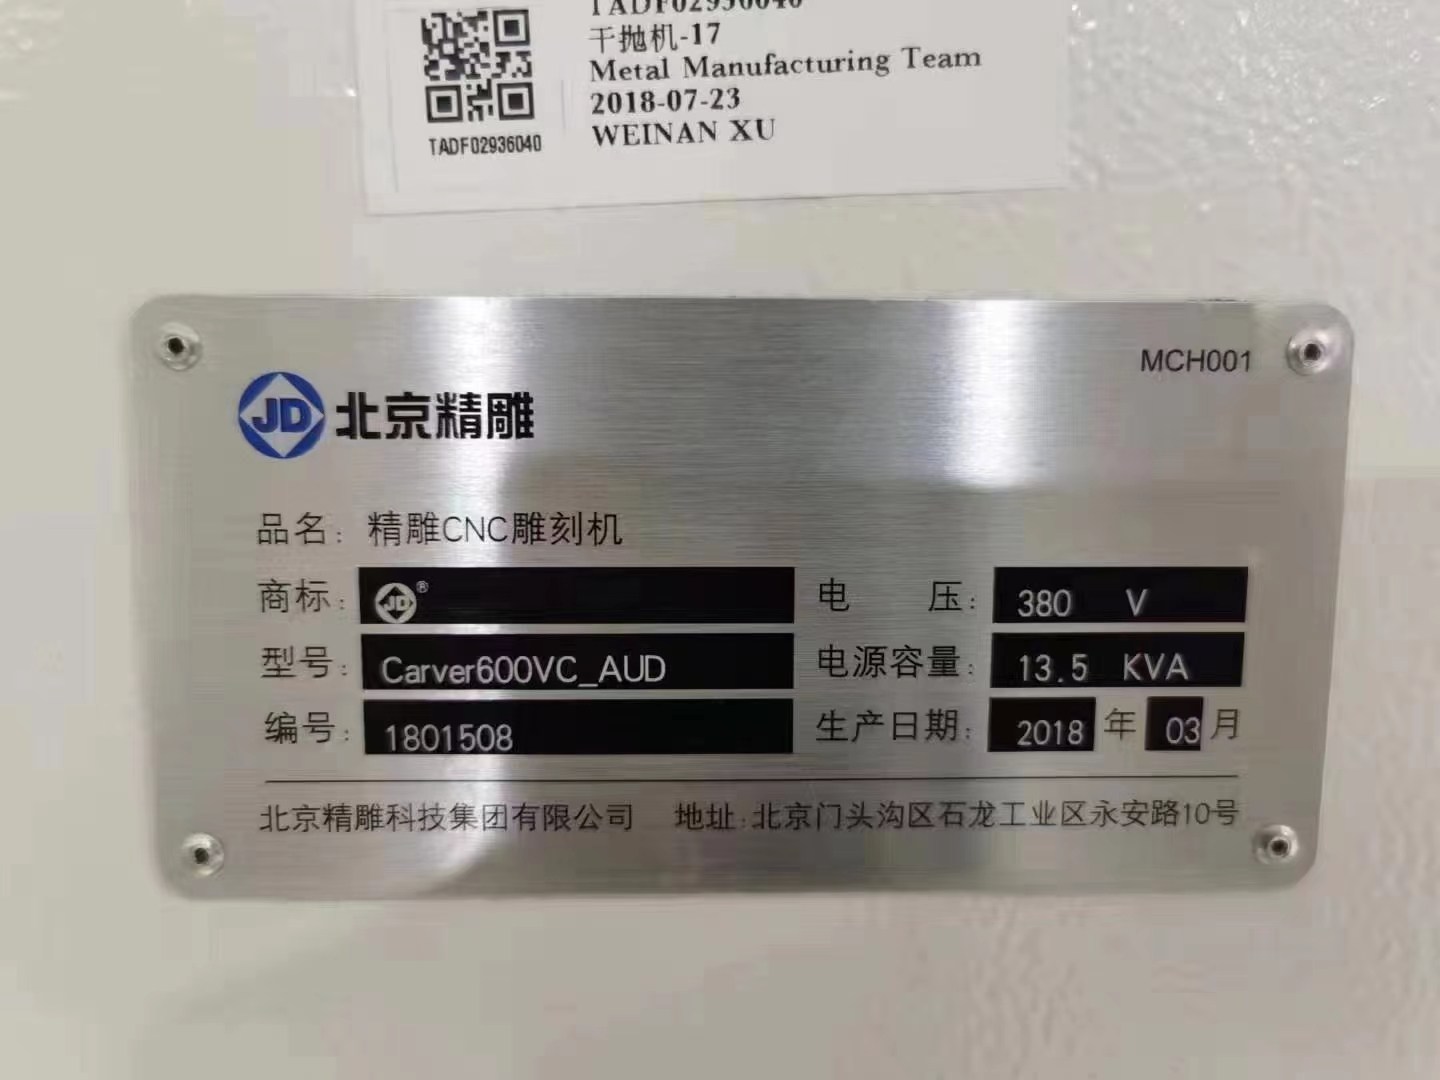 TADF02936040
干抛机-17
Metal Manufacturing Team
2018-07-23
WEINAN XU
TADF02936040
MCH001
JD 北京精雕
品名: 精雕CNC雕刻机
商标: JD® 电 压: 380 V
型号: Carver600VC_AUD 电源容量: 13.5 KVA
编号: 1801508 生产日期: 2018 年 03 月
北京精雕科技集团有限公司 地址:北京门头沟区石龙工业区永安路10号